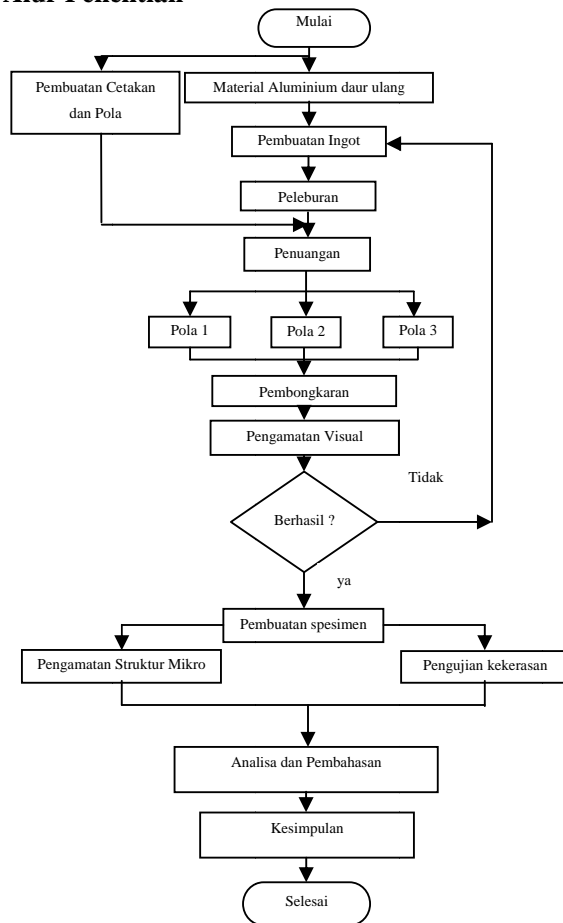 Alur Penelitian
Mulai
Pembuatan Cetakan
dan Pola
Material Aluminium daur ulang
Pembuatan Ingot
Peleburan
Penuangan
Pola 1
Pola 2
Pola 3
Pembongkaran
Pengamatan Visual
Tidak
Berhasil ?
ya
Pembuatan spesimen
Pengamatan Struktur Mikro
Pengujian kekerasan
Analisa dan Pembahasan
Kesimpulan
Selesai